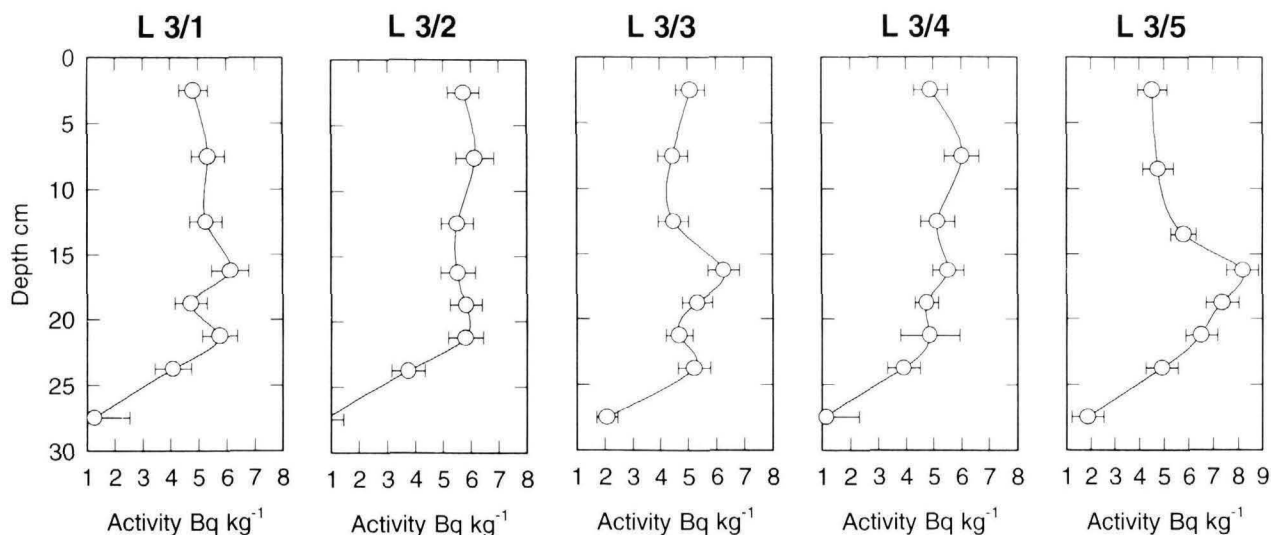 L 3/1 L 3/2 L 3/3 L 3/4 L 3/5
0
5
10
15
20
25
30
Depth cm
1 2 3 4 5 6 7 8 1 2 3 4 5 6 7 8 1 2 3 4 5 6 7 8 1 2 3 4 5 6 7 8 1 2 3 4 5 6 7 8 9
Activity Bq kg⁻¹ Activity Bq kg⁻¹ Activity Bq kg⁻¹ Activity Bq kg⁻¹ Activity Bq kg⁻¹